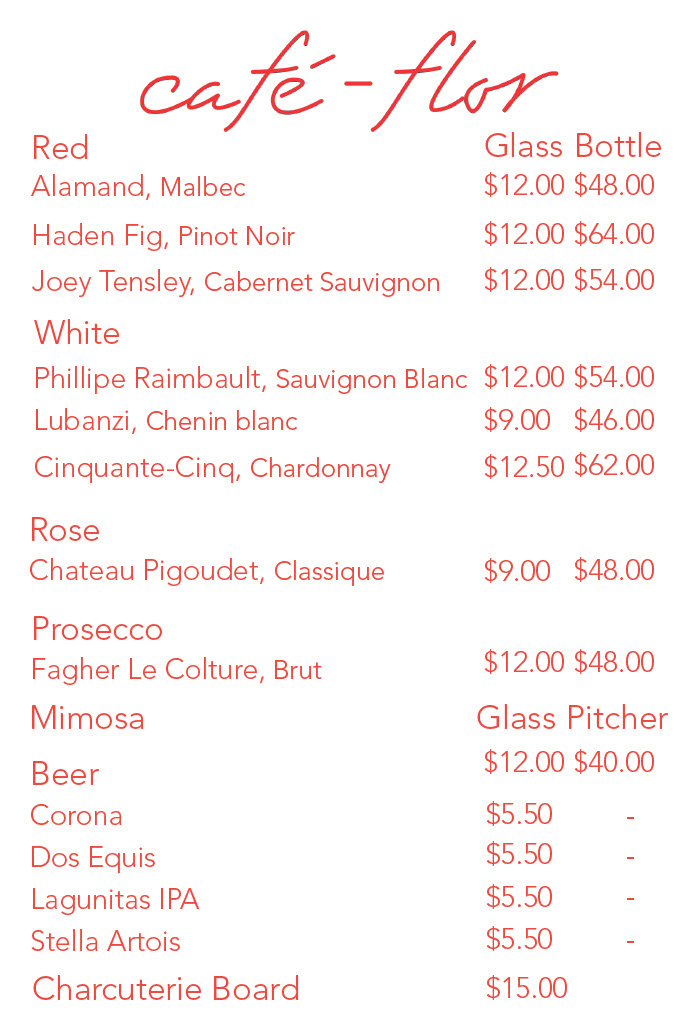 café-flor
Red Glass Bottle
Alamand, Malbec $12.00 $48.00
Haden Fig, Pinot Noir $12.00 $64.00
Joey Tensley, Cabernet Sauvignon $12.00 $54.00
White
Phillipe Raimbault, Sauvignon Blanc $12.00 $54.00
Lubanzi, Chenin blanc $9.00 $46.00
Cinquante-Cinq, Chardonnay $12.50 $62.00
Rose
Chateau Pigoudet, Classique $9.00 $48.00
Prosecco
Fagher Le Colture, Brut $12.00 $48.00
Mimosa Glass Pitcher
$12.00 $40.00
Beer
Corona $5.50 -
Dos Equis $5.50 -
Lagunitas IPA $5.50 -
Stella Artois $5.50 -
Charcuterie Board $15.00